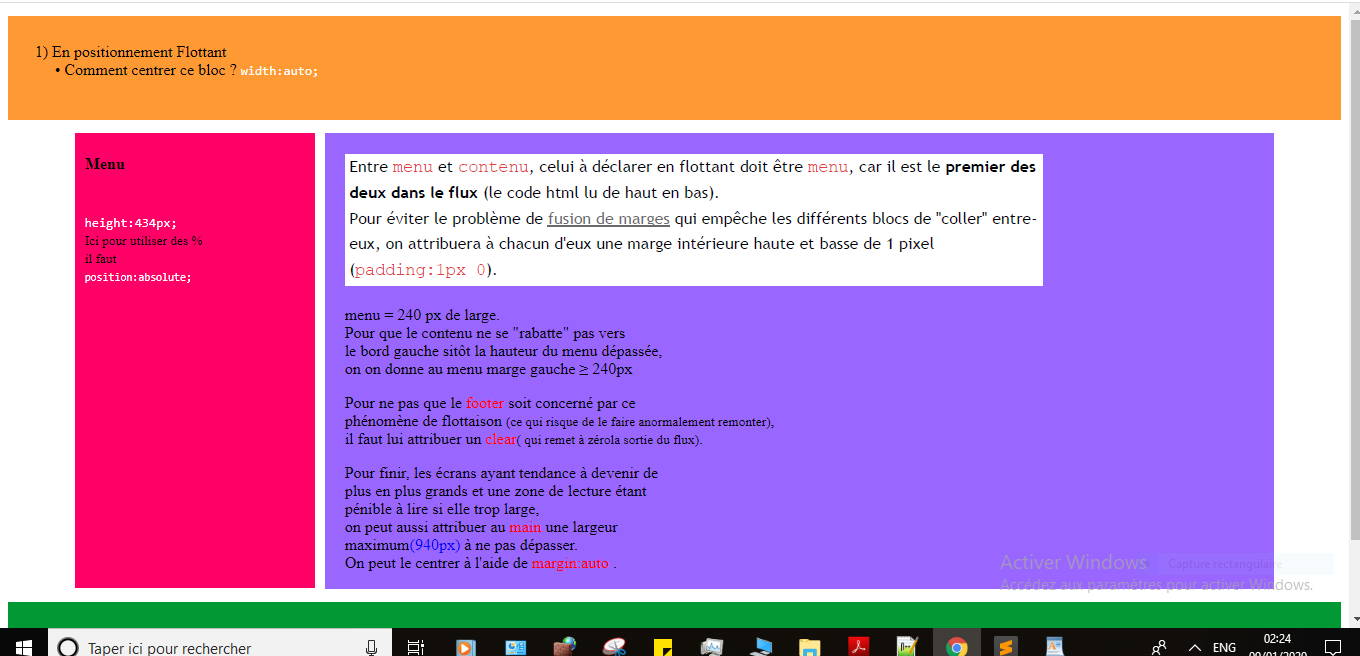 1) En positionnement Flottant
• Comment centrer ce bloc ? width:auto;
Menu
height:434px;
Ici pour utiliser des %
il faut
position:absolute;
Entre menu et contenu, celui à déclarer en flottant doit être menu, car il est le premier des
deux dans le flux (le code html lu de haut en bas).
Pour éviter le problème de fusion de marges qui empêche les différents blocs de "coller" entre-
eux, on attribuera à chacun d'eux une marge intérieure haute et basse de 1 pixel
(padding:1px 0).
menu = 240 px de large.
Pour que le contenu ne se "rabatte" pas vers
le bord gauche sitôt la hauteur du menu dépassée,
on on donne au menu marge gauche ≥ 240px
Pour ne pas que le footer soit concerné par ce
phénomène de flottaison (ce qui risque de le faire anormalement remonter),
il faut lui attribuer un clear( qui remet à zérola sortie du flux).
Pour finir, les écrans ayant tendance à devenir de
plus en plus grands et une zone de lecture étant
pénible à lire si elle trop large,
on peut aussi attribuer au main une largeur
maximum(940px) à ne pas dépasser.
On peut le centrer à l'aide de margin:auto .
Activer Windows
Capture rectangulaire
Accédez aux paramètres pour activer Windows.
Taper ici pour rechercher
ENG
02:24
09/01/2020